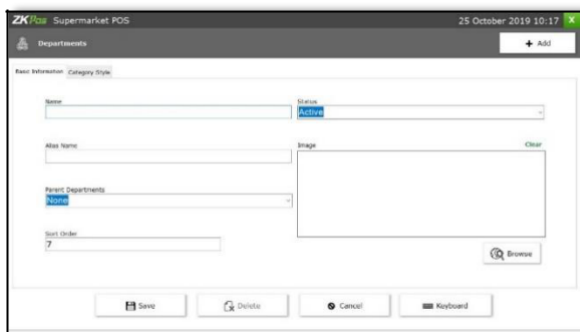 ZKPos Supermarket POS 25 October 2019 10:17 X
Departments + Add
Basic Information Category Style
Name Status
Active
Alias Name Image Clear
Parent Departments
None
Sort Order
7
Browse
Save Delete Cancel Keyboard